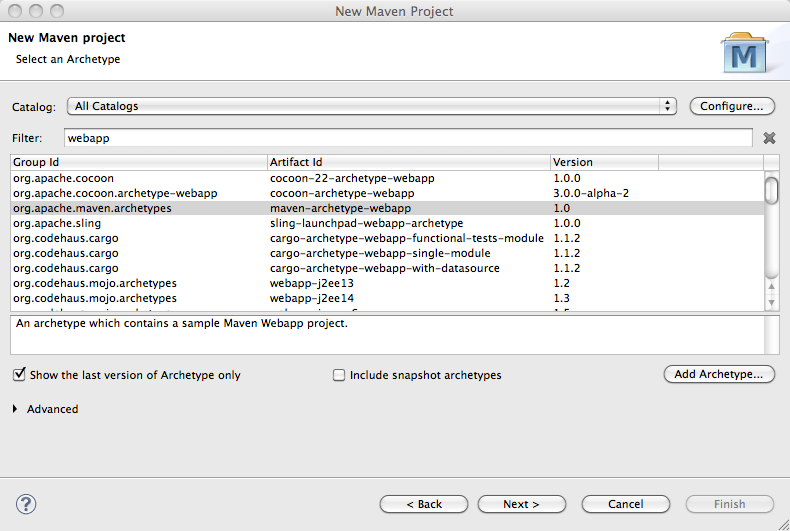 New Maven Project
New Maven project
Select an Archetype
M
Catalog: All Catalogs Configure...
Filter: webapp
Group Id Artifact Id Version
org.apache.cocoon cocoon-22-archetype-webapp 1.0.0
org.apache.cocoon.archetype-webapp cocoon-archetype-webapp 3.0.0-alpha-2
org.apache.maven.archetypes maven-archetype-webapp 1.0
org.apache.sling sling-launchpad-webapp-archetype 1.0.0
org.codehaus.cargo cargo-archetype-webapp-functional-tests-module 1.1.2
org.codehaus.cargo cargo-archetype-webapp-single-module 1.1.2
org.codehaus.cargo cargo-archetype-webapp-with-datasource 1.1.2
org.codehaus.mojo.archetypes webapp-j2ee13 1.2
org.codehaus.mojo.archetypes webapp-j2ee14 1.3
An archetype which contains a sample Maven Webapp project.
Show the last version of Archetype only Include snapshot archetypes Add Archetype...
Advanced
? < Back Next > Cancel Finish